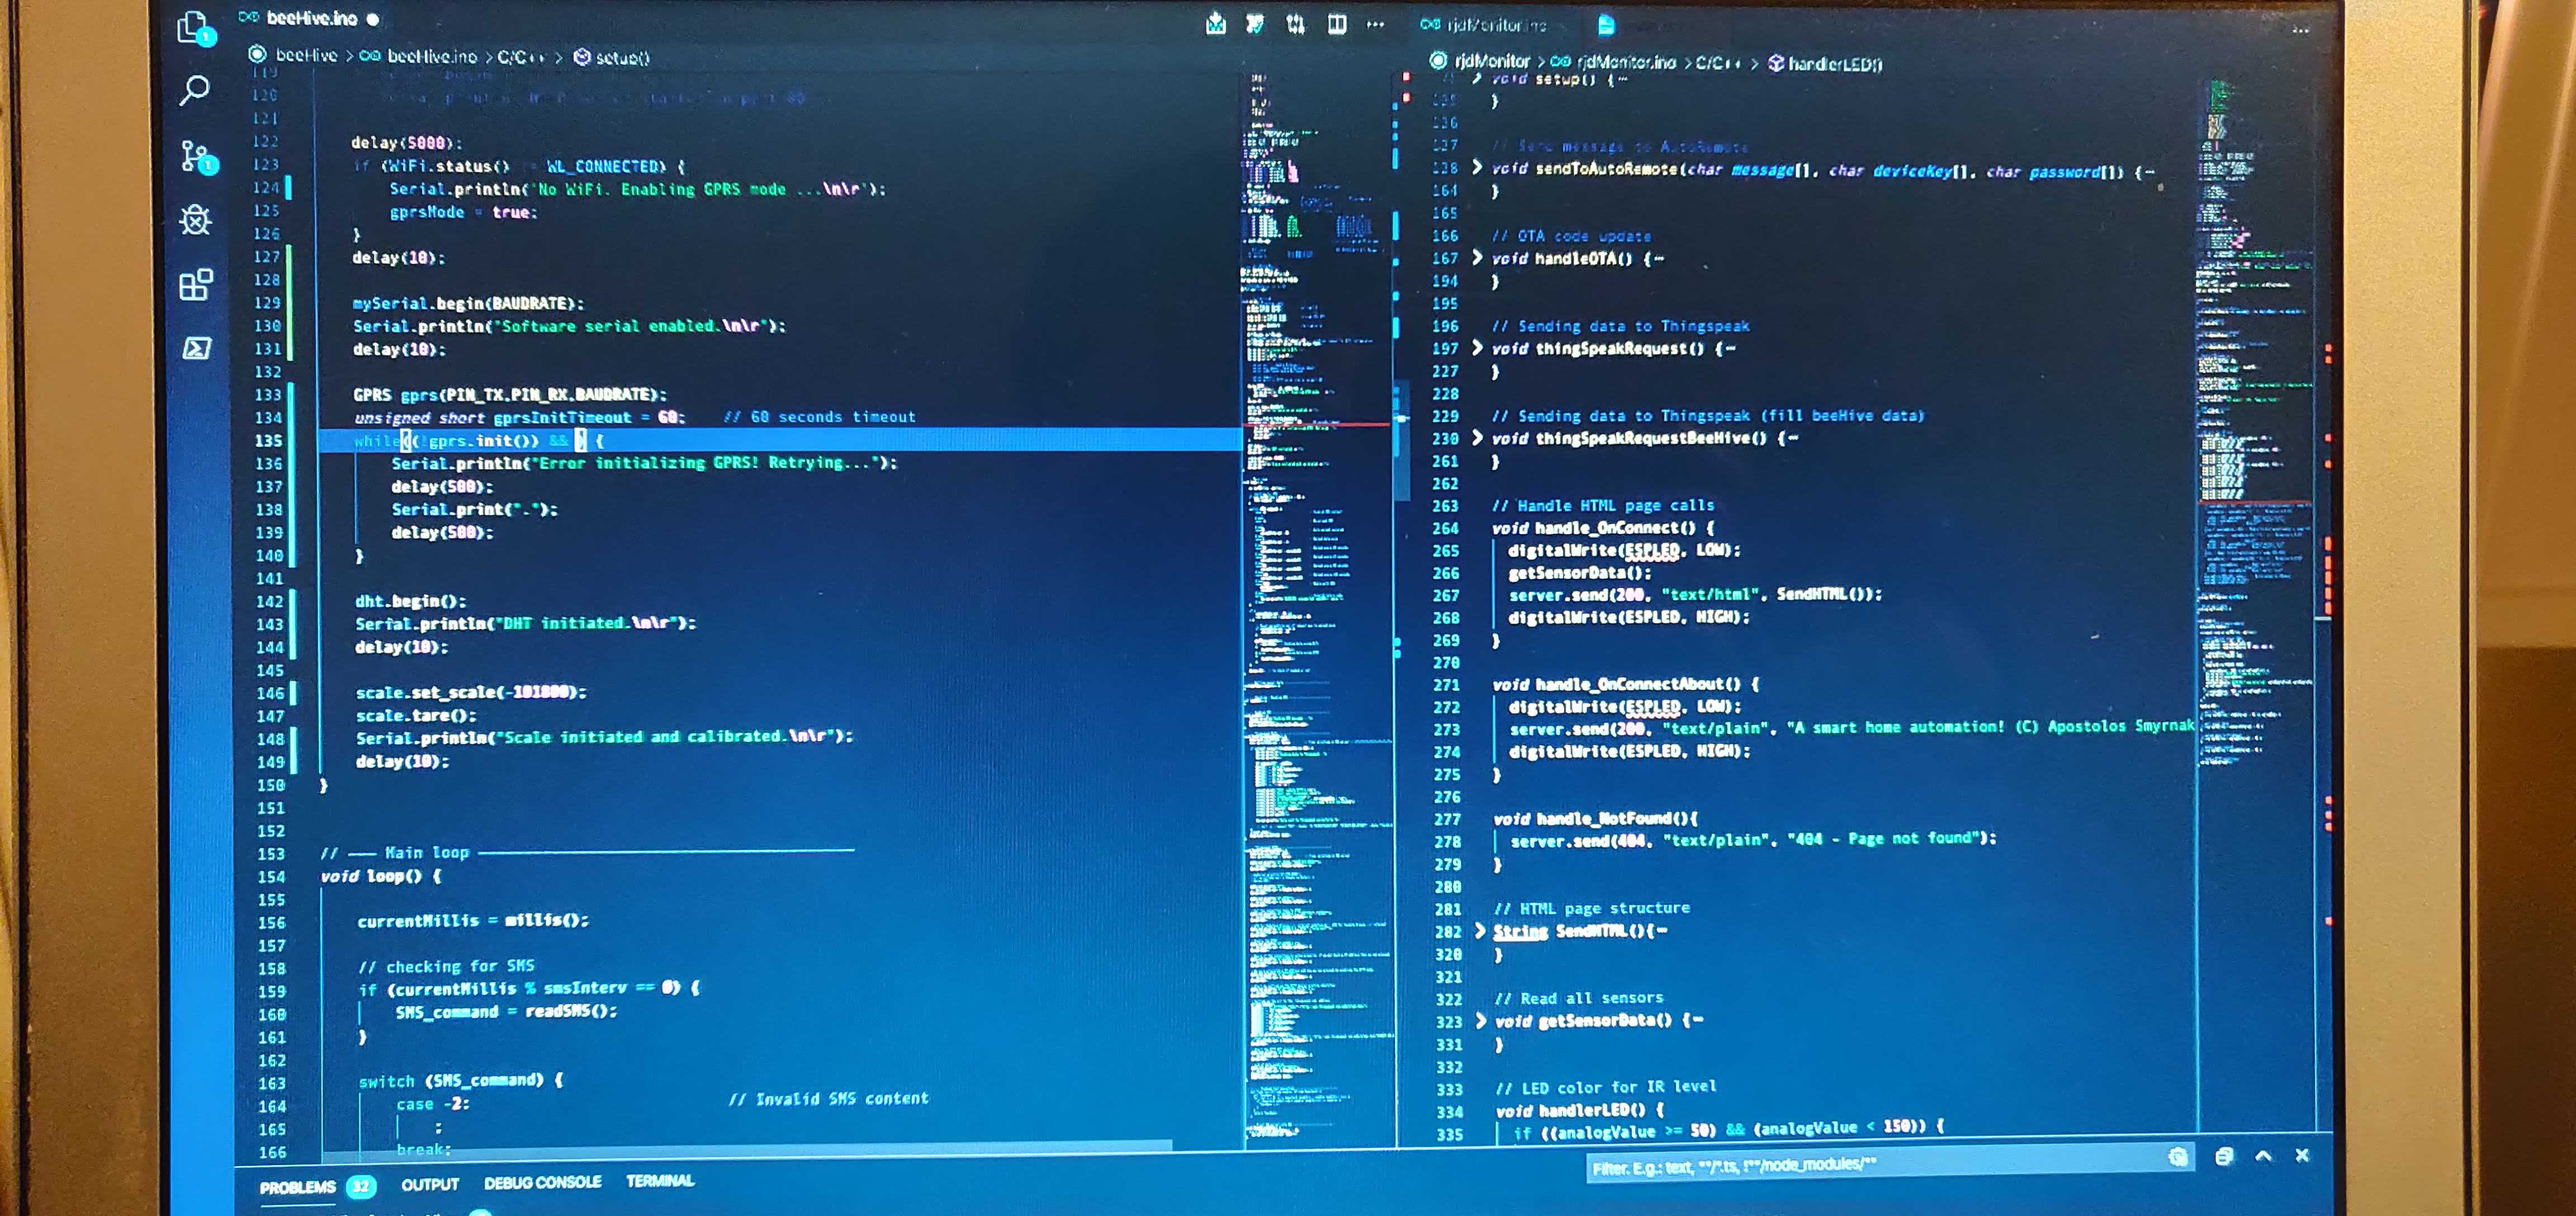 beeHive.ino
beeHive > beeHive.ino > C/C++ > setup()
119
120
121
122 delay(5000);
123 if (WiFi.status() != WL_CONNECTED) {
124 Serial.println("No WiFi. Enabling GPRS mode ...\n\r");
125 gprsMode = true;
126 }
127 delay(10);
128
129 mySerial.begin(BAUDRATE);
130 Serial.println("Software serial enabled.\n\r");
131 delay(10);
132
133 GPRS gprs(PIN_TX,PIN_RX,BAUDRATE);
134 unsigned short gprsInitTimeout = 60; // 60 seconds timeout
135 while((!gprs.init()) && ) {
136 Serial.println("Error initializing GPRS! Retrying...");
137 delay(500);
138 Serial.print(".");
139 delay(500);
140 }
141
142 dht.begin();
143 Serial.println("DHT initiated.\n\r");
144 delay(10);
145
146 scale.set_scale(-101800);
147 scale.tare();
148 Serial.println("Scale initiated and calibrated.\n\r");
149 delay(10);
150 }
151
152
153 // —— Main loop ——————————
154 void loop() {
155
156 currentMillis = millis();
157
158 // checking for SMS
159 if (currentMillis % smsInterv == 0) {
160 SMS_command = readSMS();
161 }
162
163 switch (SMS_command) {
164 case -2: // Invalid SMS content
165 ;
166 break;
rjdMonitor.ino
rjdMonitor > rjdMonitor.ino > C/C++ > handlerLED()
void setup() {
}
136
137 // Send message to AutoRemote
138 void sendToAutoRemote(char message[], char deviceKey[], char password[]) {
164 }
165
166 // OTA code update
167 void handleOTA() {
194 }
195
196 // Sending data to Thingspeak
197 void thingSpeakRequest() {
227 }
228
229 // Sending data to Thingspeak (fill beeHive data)
230 void thingSpeakRequestBeeHive() {
261 }
262
263 // Handle HTML page calls
264 void handle_OnConnect() {
265 digitalWrite(ESPLED, LOW);
266 getSensorData();
267 server.send(200, "text/html", SendHTML());
268 digitalWrite(ESPLED, HIGH);
269 }
270
271 void handle_OnConnectAbout() {
272 digitalWrite(ESPLED, LOW);
273 server.send(200, "text/plain", "A smart home automation! (C) Apostolos Smyrnak
274 digitalWrite(ESPLED, HIGH);
275 }
276
277 void handle_NotFound(){
278 server.send(404, "text/plain", "404 - Page not found");
279 }
280
281 // HTML page structure
282 String SendHTML(){
320 }
321
322 // Read all sensors
323 void getSensorData() {
331 }
332
333 // LED color for IR level
334 void handlerLED() {
335 if ((analogValue >= 50) && (analogValue < 150)) {
PROBLEMS 32 OUTPUT DEBUG CONSOLE TERMINAL
Filter. E.g.: text, **/*.ts, !**/node_modules/**